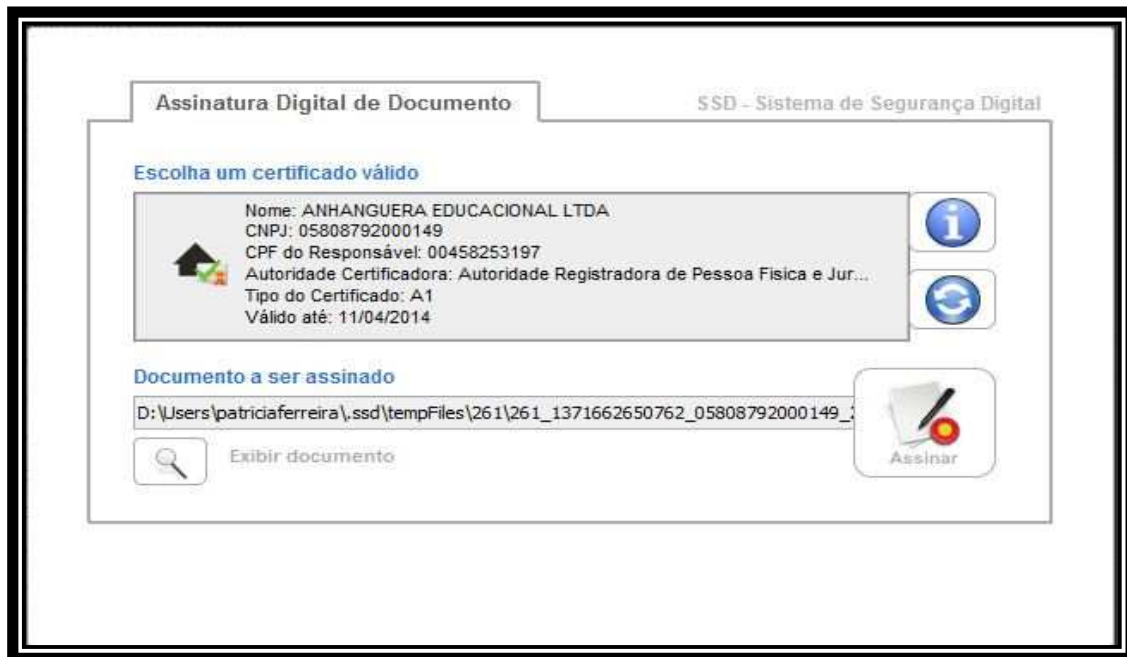 Assinatura Digital de Documento
SSD - Sistema de Segurança Digital
Escolha um certificado válido
Nome: ANHANGUERA EDUCACIONAL LTDA
CNPJ: 05808792000149
CPF do Responsável: 00458253197
Autoridade Certificadora: Autoridade Registradora de Pessoa Fisica e Jur...
Tipo do Certificado: A1
Válido até: 11/04/2014
Documento a ser assinado
D:\Users\patriciaferreira\.ssd\tempFiles\261\261_1371662650762_05808792000149_
Assinar
Exibir documento